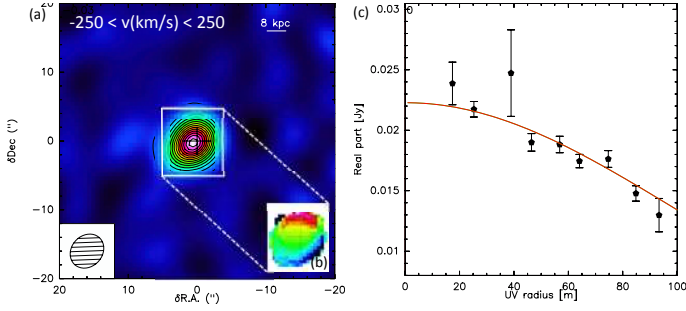 (a)
-250 < v(km/s) < 250
8 kpc
20
10
0
−10
−20
δDec ('')
20
10
0
−10
−20
δR.A. ('')
(b)
(c)
0.03
0.025
0.02
0.015
0.01
Real part [Jy]
0
20
40
60
80
100
UV radius [m]